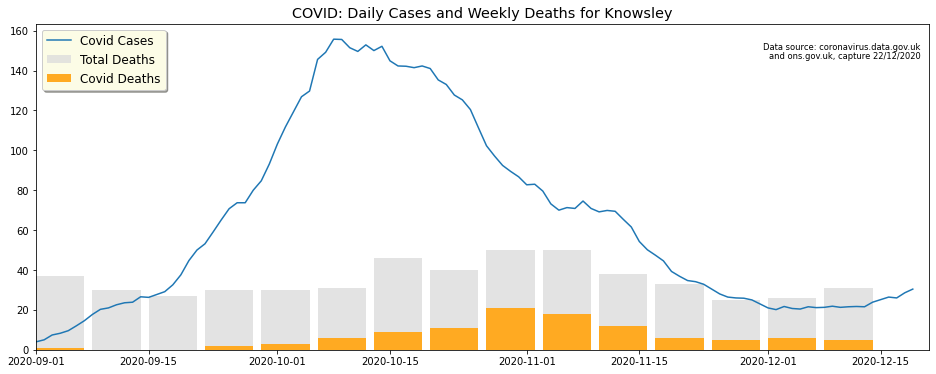 COVID: Daily Cases and Weekly Deaths for Knowsley
Covid Cases
Total Deaths
Covid Deaths
Data source: coronavirus.data.gov.uk
and ons.gov.uk, capture 22/12/2020
160
140
120
100
80
60
40
20
0
2020-09-01
2020-09-15
2020-10-01
2020-10-15
2020-11-01
2020-11-15
2020-12-01
2020-12-15